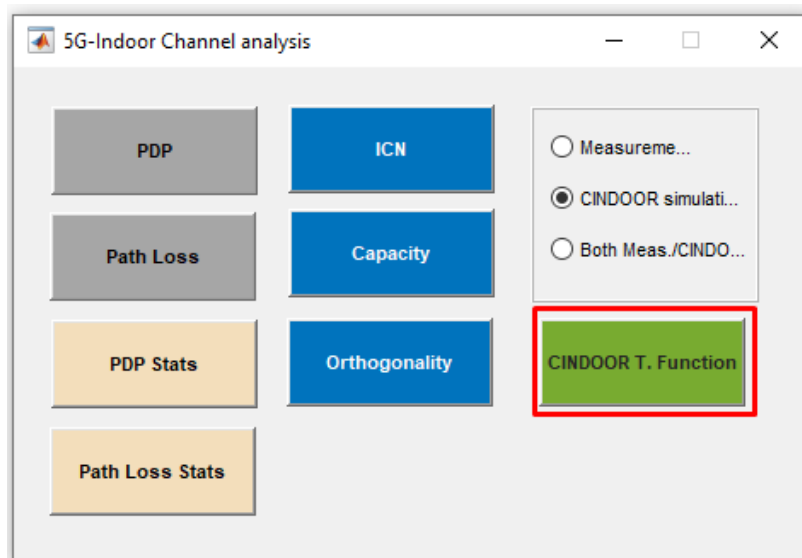 5G-Indoor Channel analysis
PDP
ICN
Measureme...
CINDOOR simulati...
Both Meas./CINDO...
Path Loss
Capacity
PDP Stats
Orthogonality
CINDOOR T. Function
Path Loss Stats